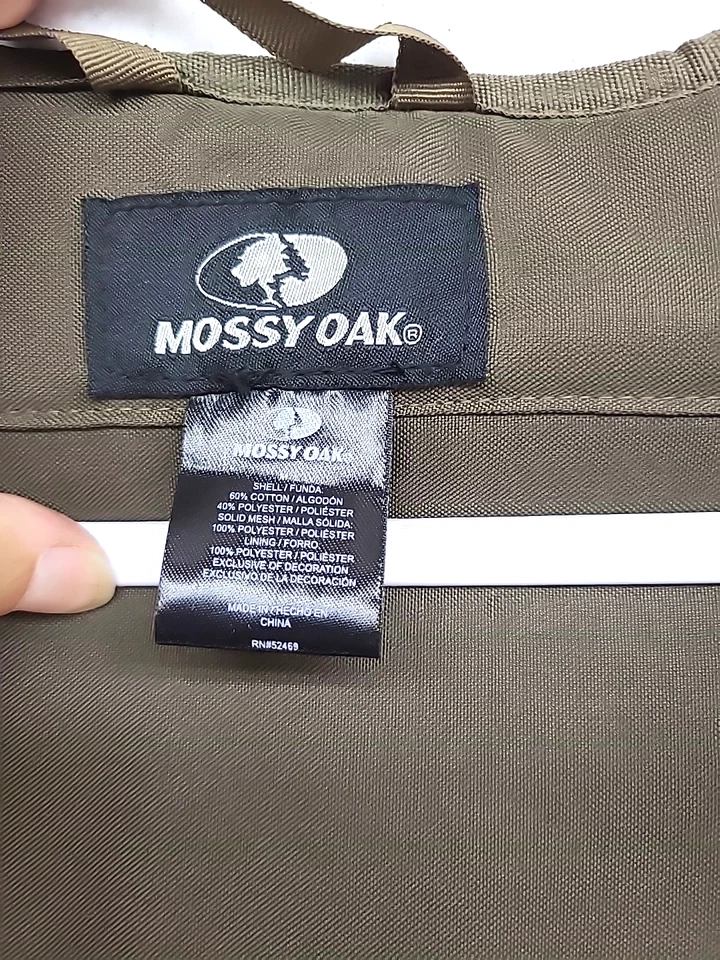 MOSSY OAK®
MOSSY OAK
SHELL / FUNDA:
60% COTTON / ALGODÓN
40% POLYESTER / POLIÉSTER
SOLID MESH / MALLA SÓLIDA:
100% POLYESTER / POLIÉSTER
LINING / FORRO:
100% POLYESTER / POLIÉSTER
EXCLUSIVE OF DECORATION
EXCLUSIVO DE LA DECORACIÓN
MADE IN / HECHO EN
CHINA
RN#52469